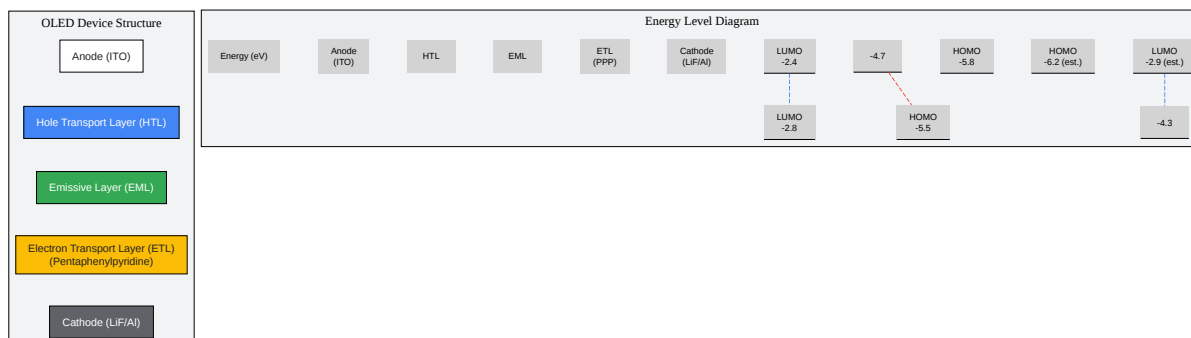 OLED Device Structure
Anode (ITO)
Hole Transport Layer (HTL)
Emissive Layer (EML)
Electron Transport Layer (ETL)
(Pentaphenylpyridine)
Cathode (LiF/Al)
Energy Level Diagram
Energy (eV)
Anode
(ITO)
HTL
EML
ETL
(PPP)
Cathode
(LiF/Al)
LUMO
-2.4
-4.7
HOMO
-5.8
HOMO
-6.2 (est.)
LUMO
-2.9 (est.)
LUMO
-2.8
HOMO
-5.5
-4.3